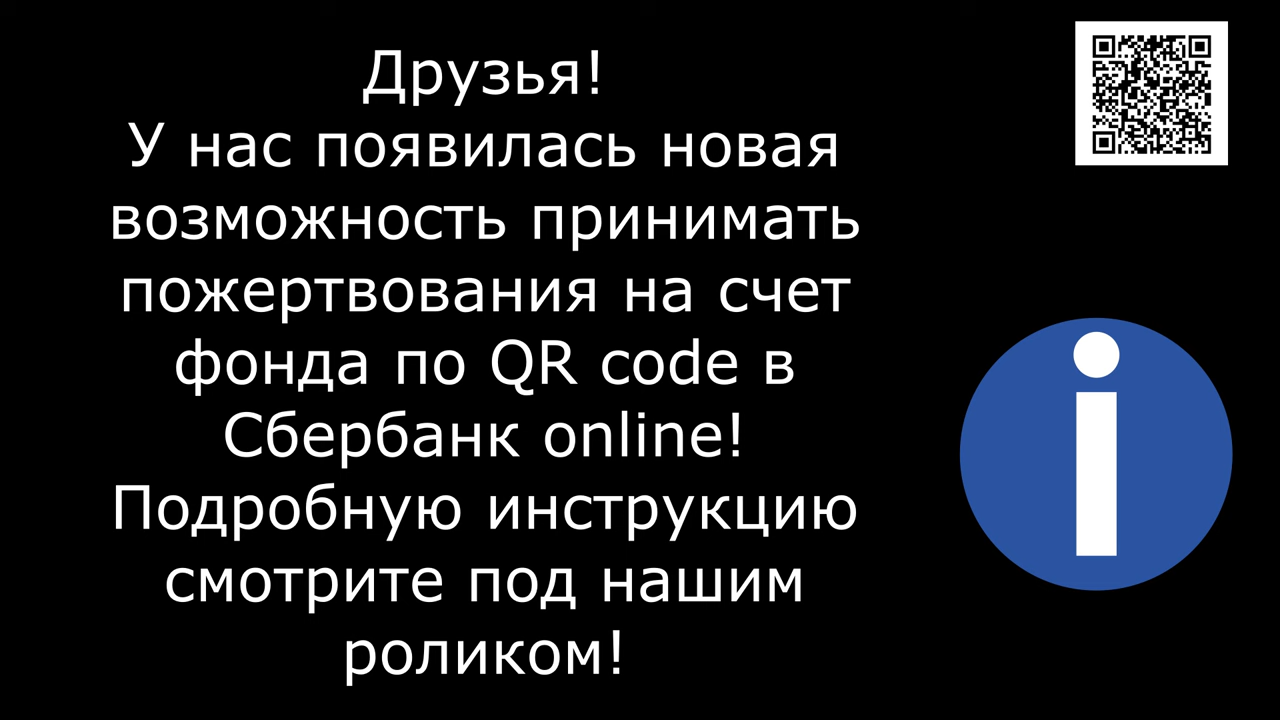 Друзья!
У нас появилась новая
возможность принимать
пожертвования на счет
фонда по QR code в
Сбербанк online!
Подробную инструкцию
смотрите под нашим
роликом!